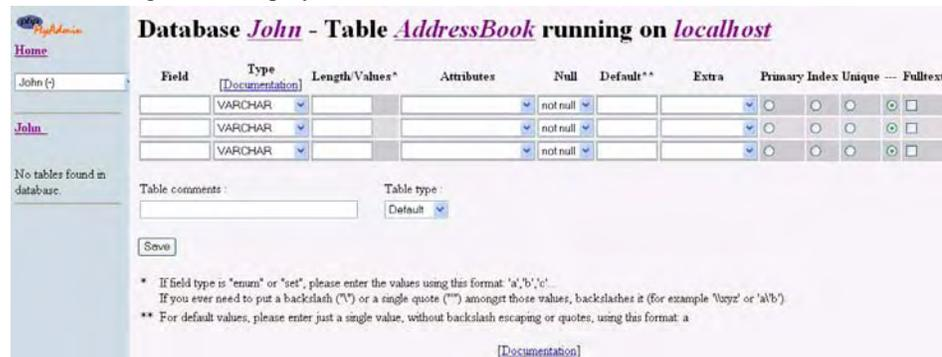 php
MyAdmin
Home
John (-)
John
No tables found in
database.
Database John - Table AddressBook running on localhost
Field Type Length/Values* Attributes Null Default** Extra Primary Index Unique --- Fulltext
[Documentation]
VARCHAR not null
VARCHAR not null
VARCHAR not null
Table comments : Table type :
Default
Save
* If field type is "enum" or "set", please enter the values using this format: 'a','b','c'...
If you ever need to put a backslash ("\") or a single quote ("'") amongst those values, backslashes it (for example '\\xyz' or 'a\'b').
** For default values, please enter just a single value, without backslash escaping or quotes, using this format: a
[Documentation]